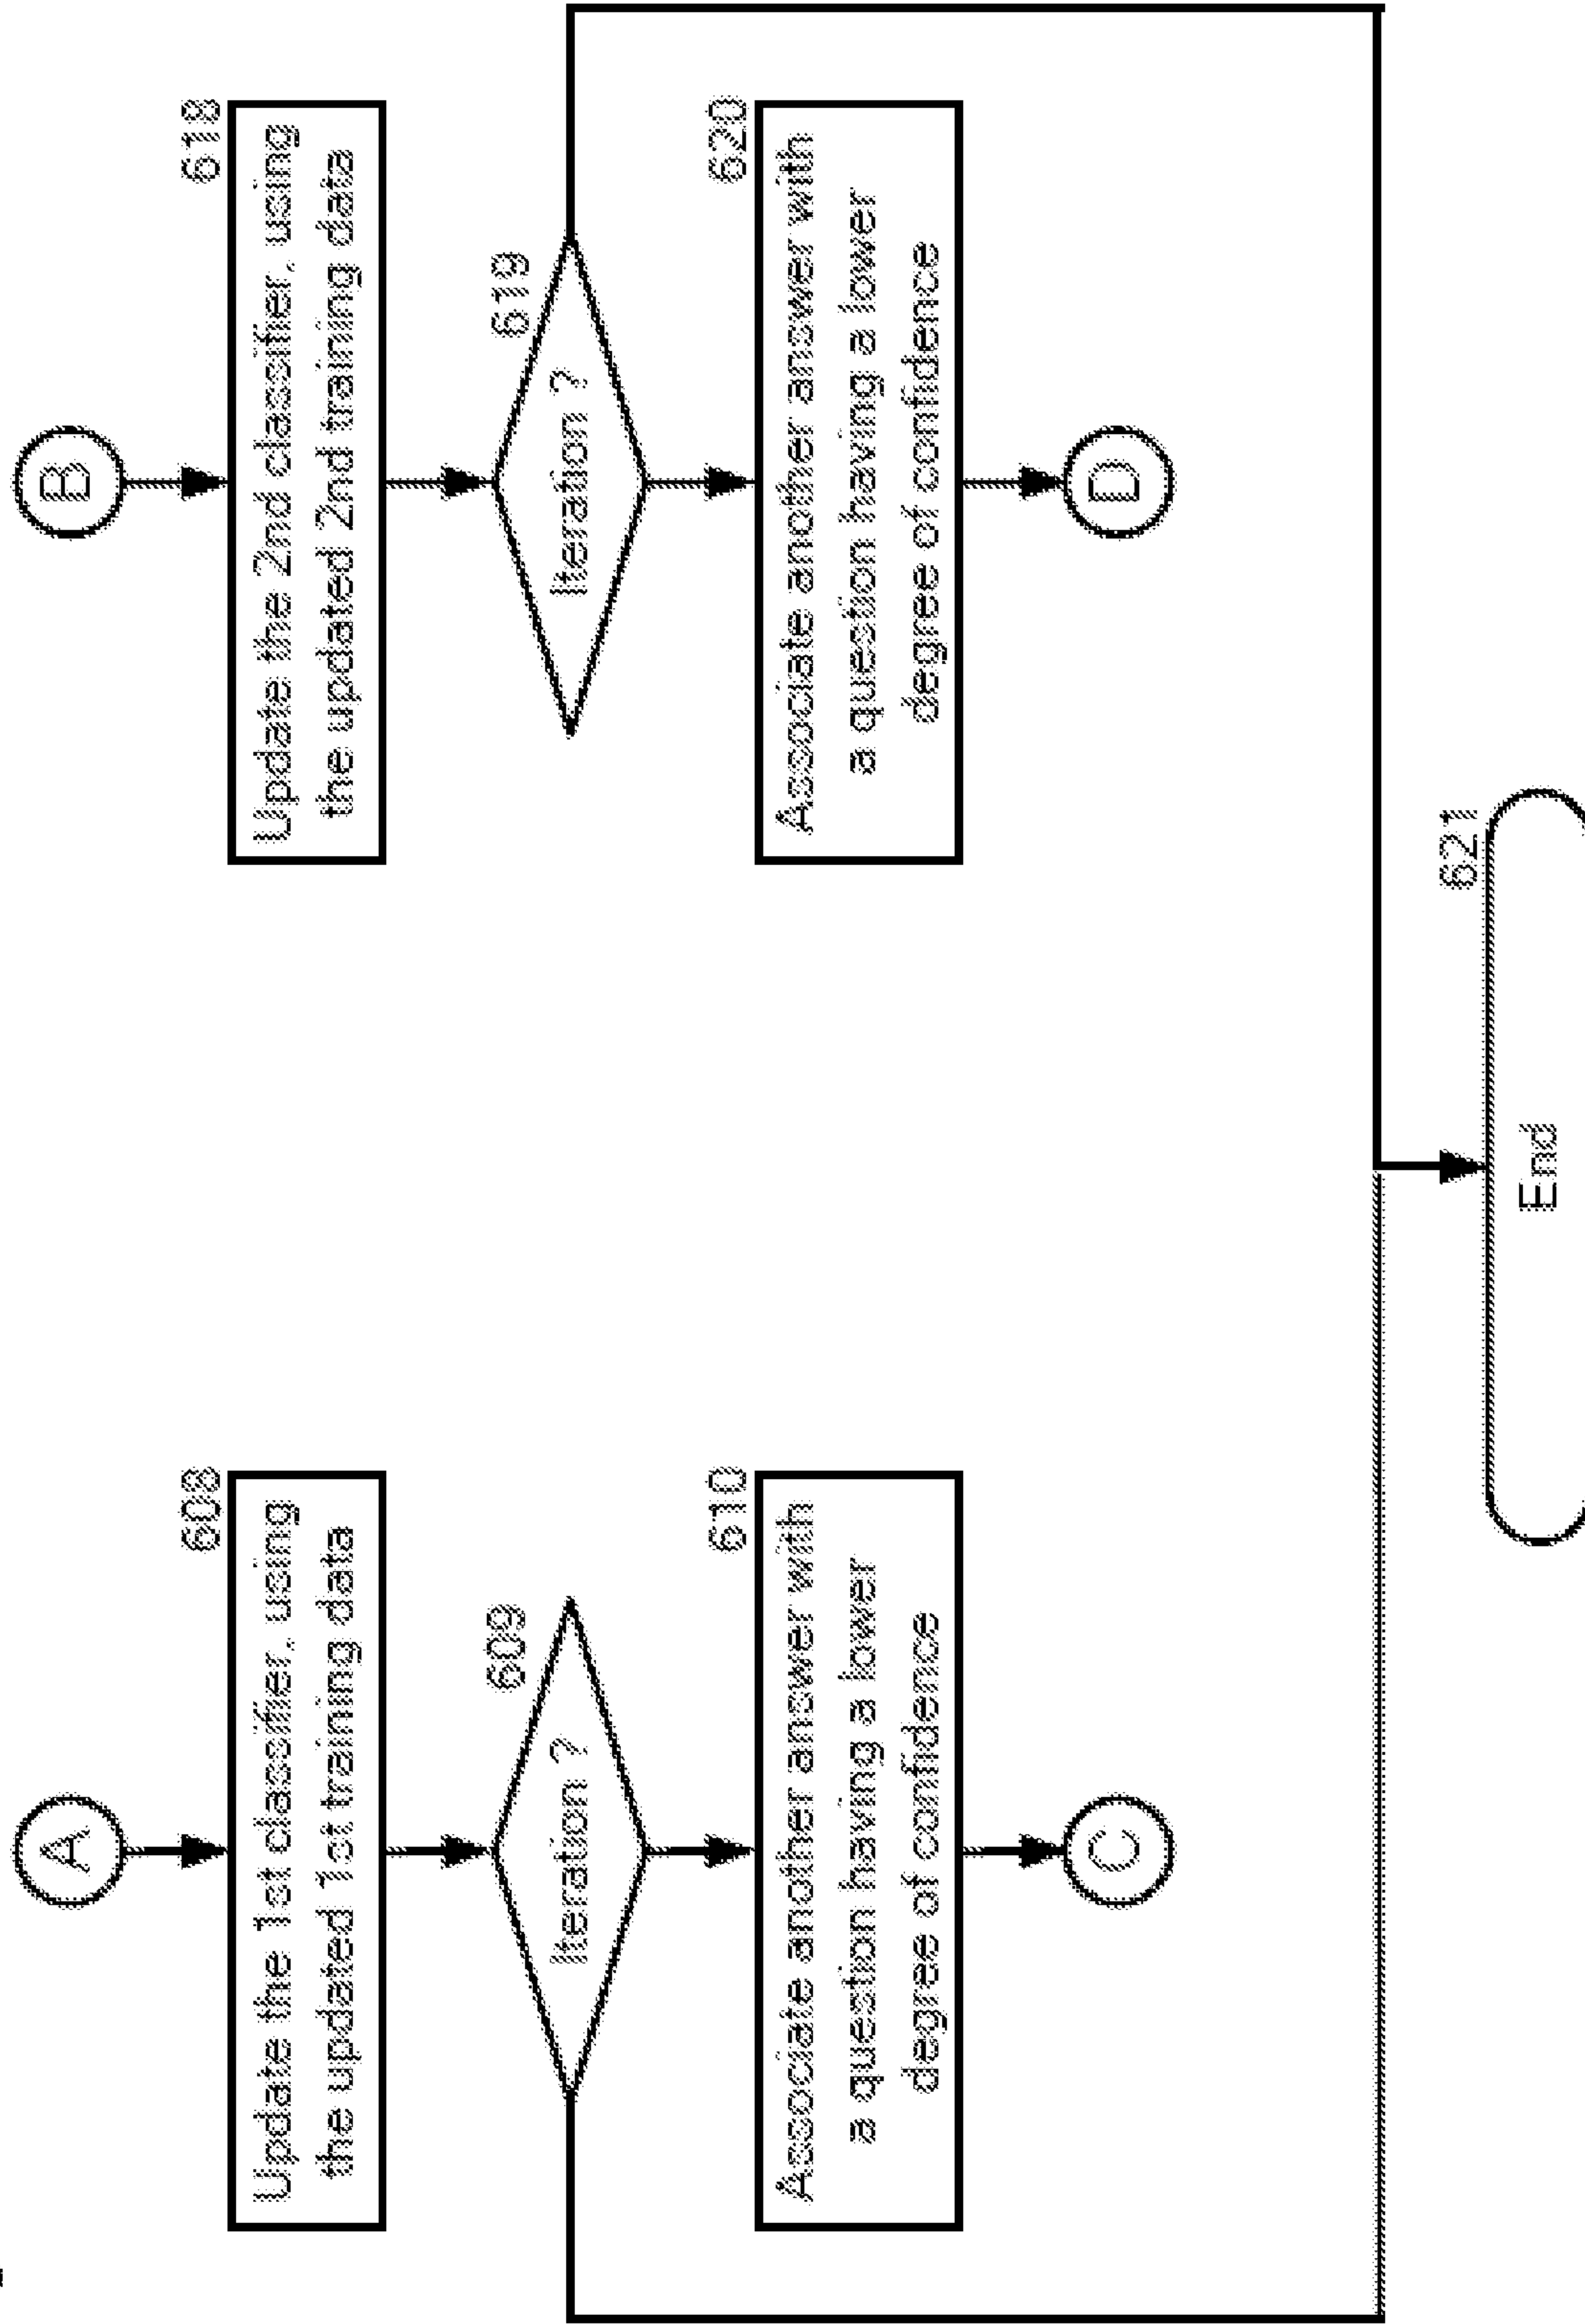 A
608
Update the 1st classifier, using
the updated 1st training data
609
Iteration ?
610
Associate another answer with
a question having a lower
degree of confidence
C
B
618
Update the 2nd classifier, using
the updated 2nd training data
619
Iteration ?
620
Associate another answer with
a question having a lower
degree of confidence
D
621
End